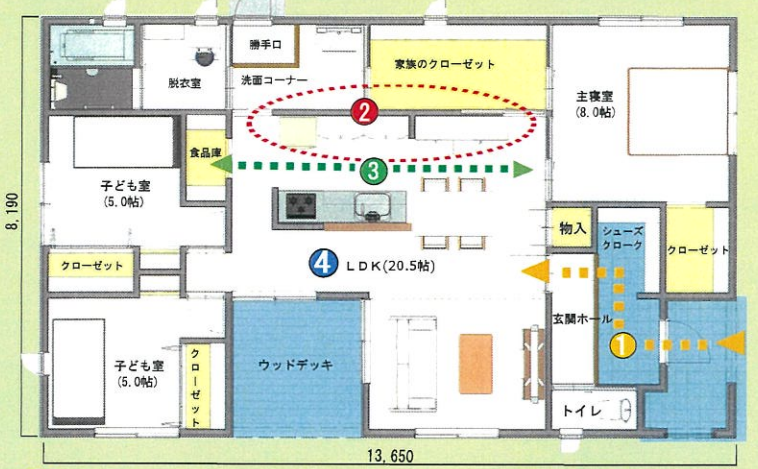 勝手口
脱衣室
洗面コーナー
家族のクローゼット
主寝室
(8.0帖)
2
食品庫
3
子ども室
(5.0帖)
物入
シューズ
クローク
クローゼット
クローゼット
4
LDK(20.5帖)
玄関ホール
1
子ども室
(5.0帖)
クローゼット
ウッドデッキ
トイレ
8,190
13,650